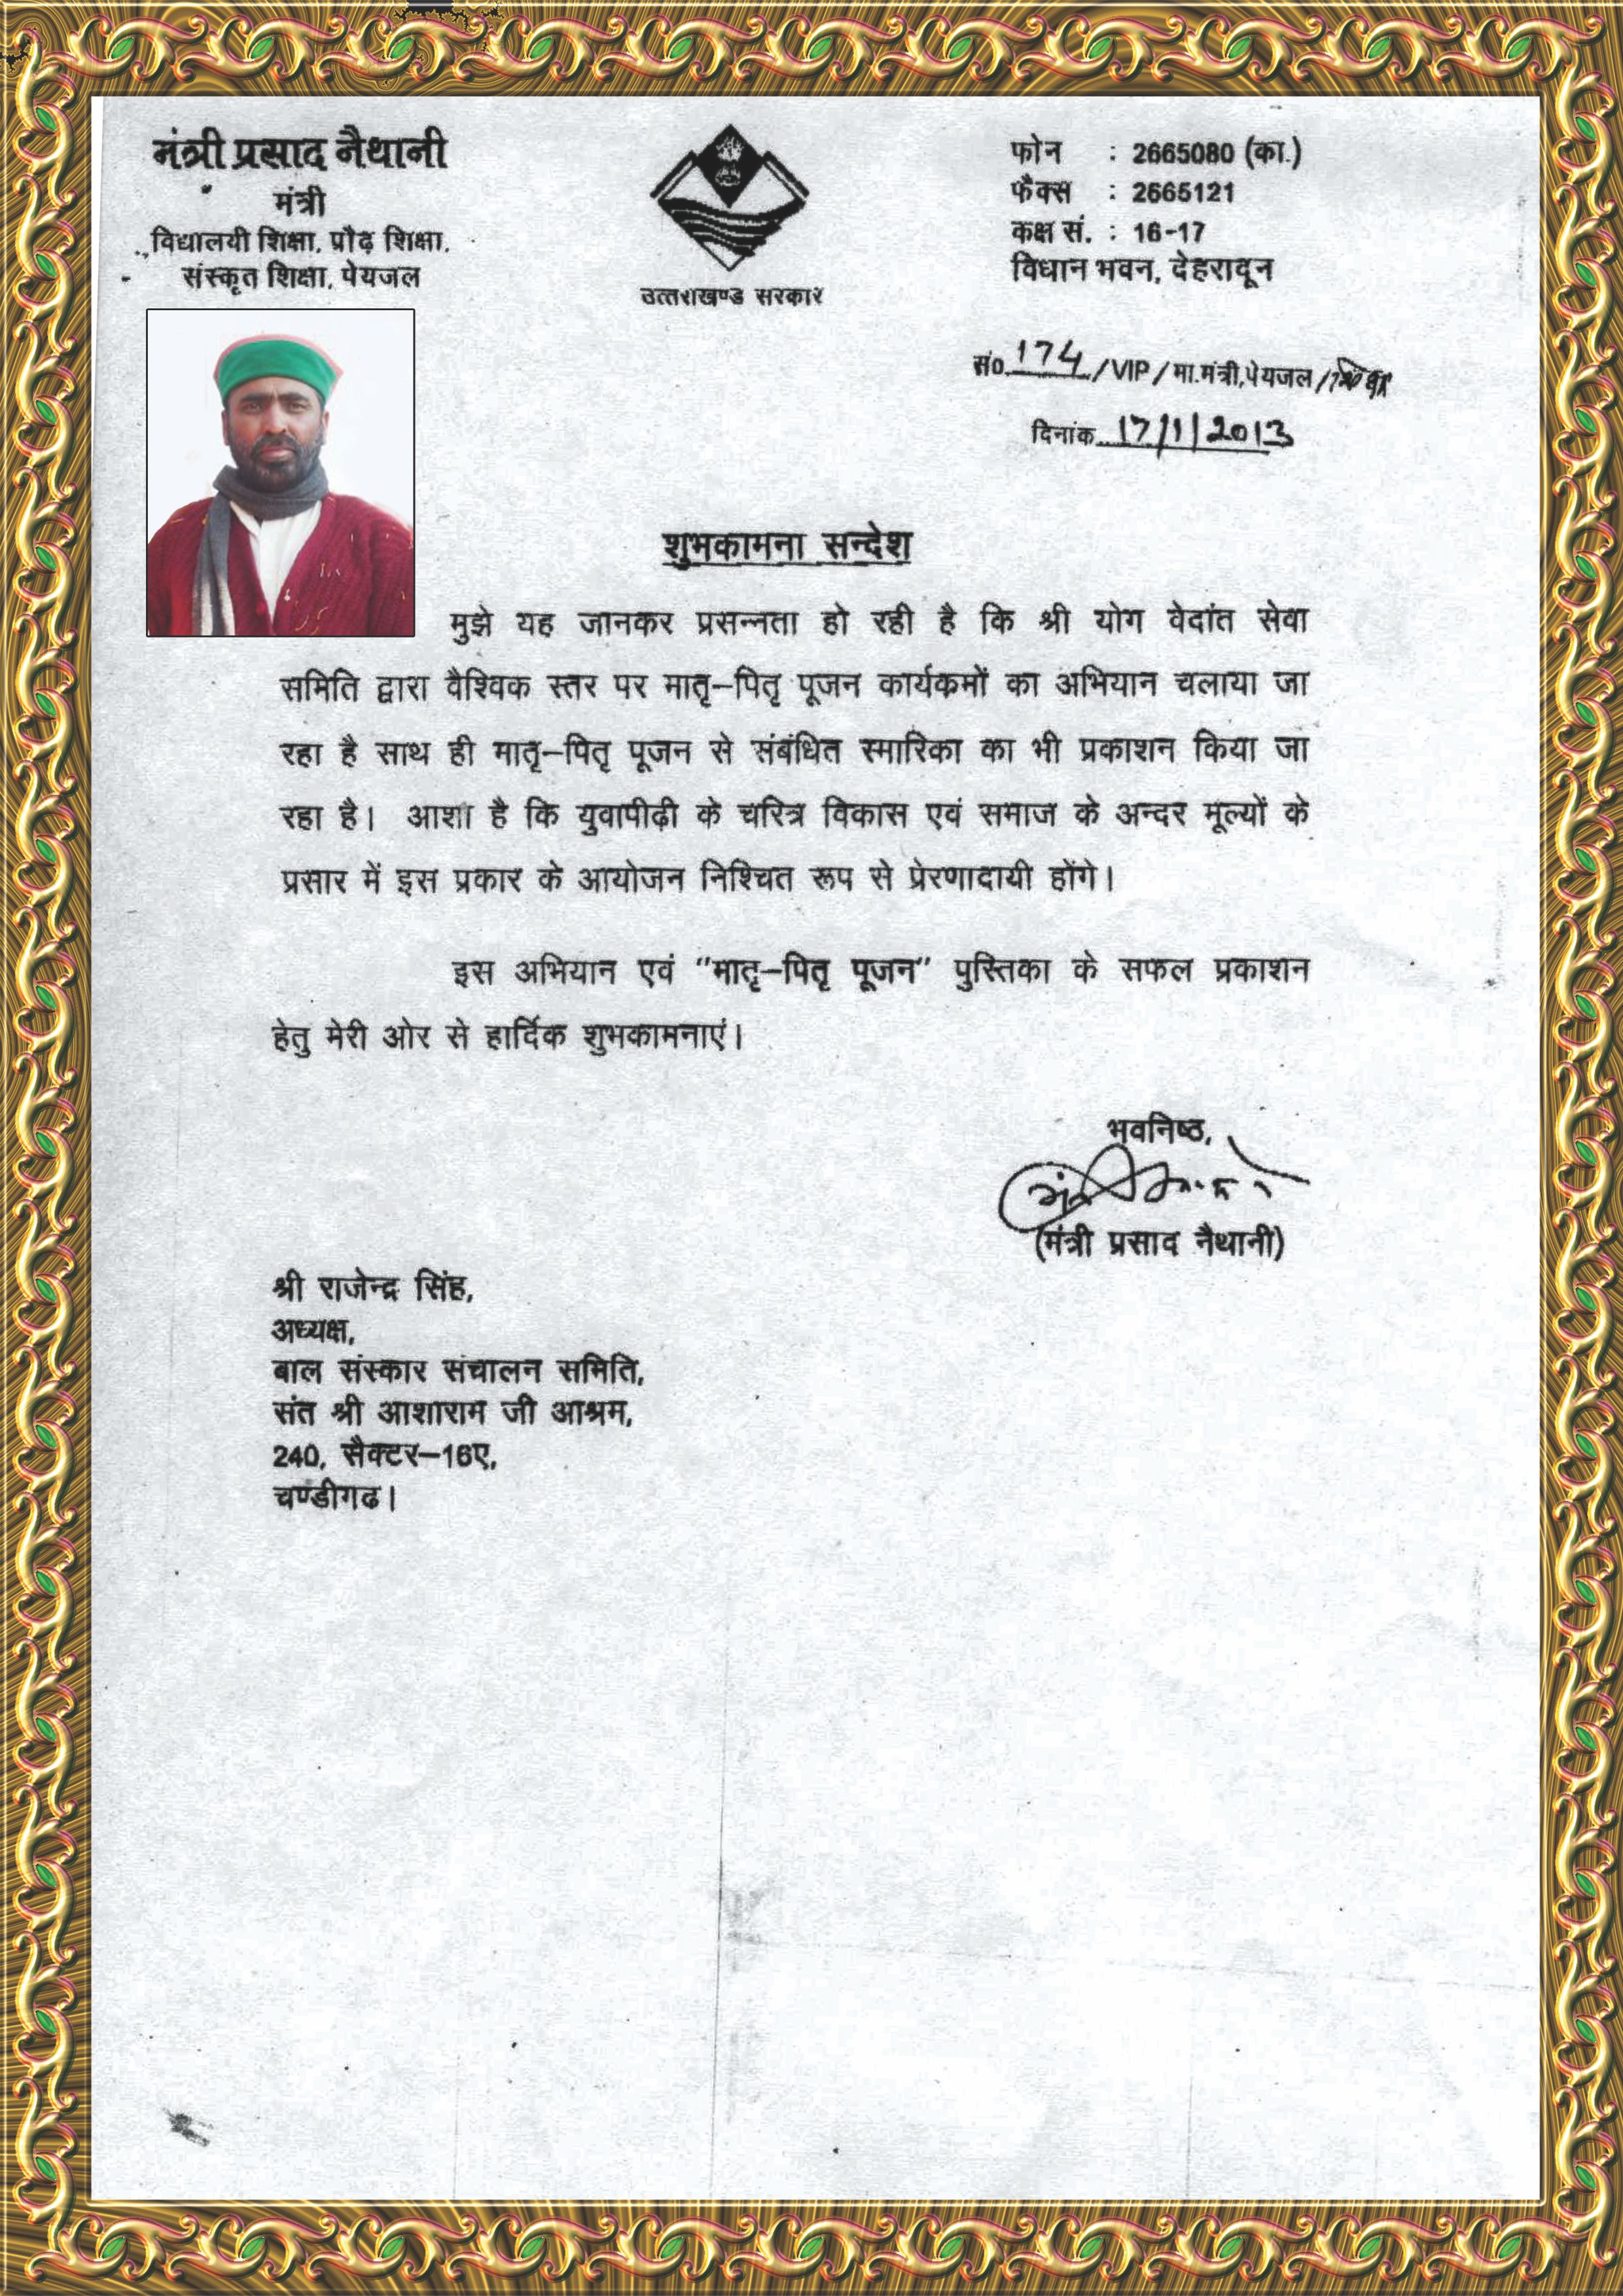 मंत्री प्रसाद नैथानी
मंत्री
विद्यालयी शिक्षा, प्रौढ़ शिक्षा,
संस्कृत शिक्षा, पेयजल
उत्तराखण्ड सरकार
फोन : 2665080 (का.)
फैक्स : 2665121
कक्ष सं. : 16-17
विधान भवन, देहरादून
सं० 174 /VIP/मा.मंत्री,पेयजल/
दिनांक 17/1/2013
शुभकामना सन्देश
मुझे यह जानकर प्रसन्नता हो रही है कि श्री योग वेदांत सेवा
समिति द्वारा वैश्विक स्तर पर मातृ–पितृ पूजन कार्यकमों का अभियान चलाया जा
रहा है साथ ही मातृ–पितृ पूजन से संबंधित स्मारिका का भी प्रकाशन किया जा
रहा है। आशा है कि युवापीढ़ी के चरित्र विकास एवं समाज के अन्दर मूल्यों के
प्रसार में इस प्रकार के आयोजन निश्चित रूप से प्रेरणादायी होंगे।
इस अभियान एवं "मातृ–पितृ पूजन" पुस्तिका के सफल प्रकाशन
हेतु मेरी ओर से हार्दिक शुभकामनाएं।
भवनिष्ठ,
(मंत्री प्रसाद नैथानी)
श्री राजेन्द्र सिंह,
अध्यक्ष,
बाल संस्कार संचालन समिति,
संत श्री आशाराम जी आश्रम,
240, सैक्टर–16ए,
चण्डीगढ।